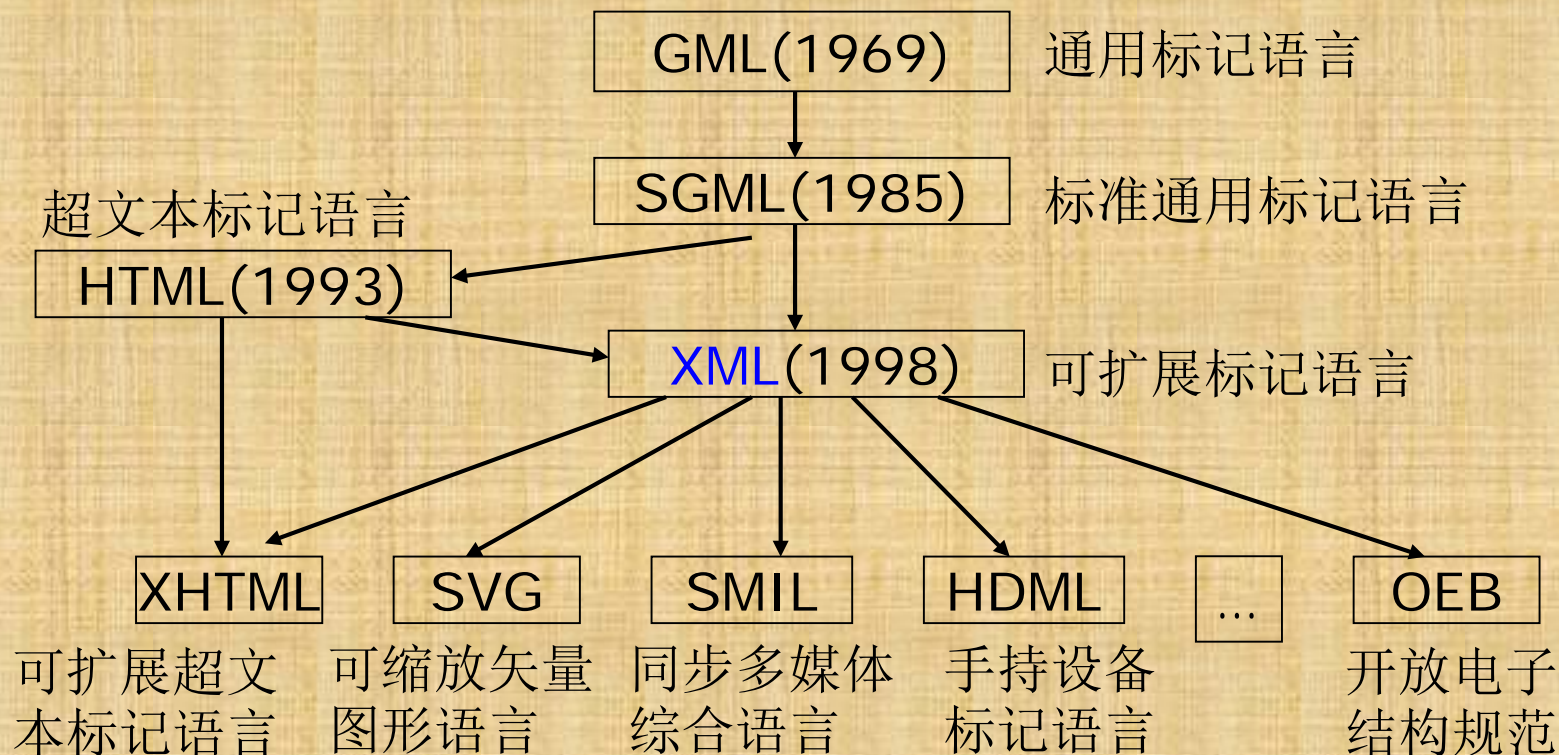 GML(1969)
通用标记语言
SGML(1985)
标准通用标记语言
超文本标记语言
HTML(1993)
XML(1998)
可扩展标记语言
XHTML
SVG
SMIL
HDML
...
OEB
可扩展超文
本标记语言
可缩放矢量
图形语言
同步多媒体
综合语言
手持设备
标记语言
开放电子
结构规范